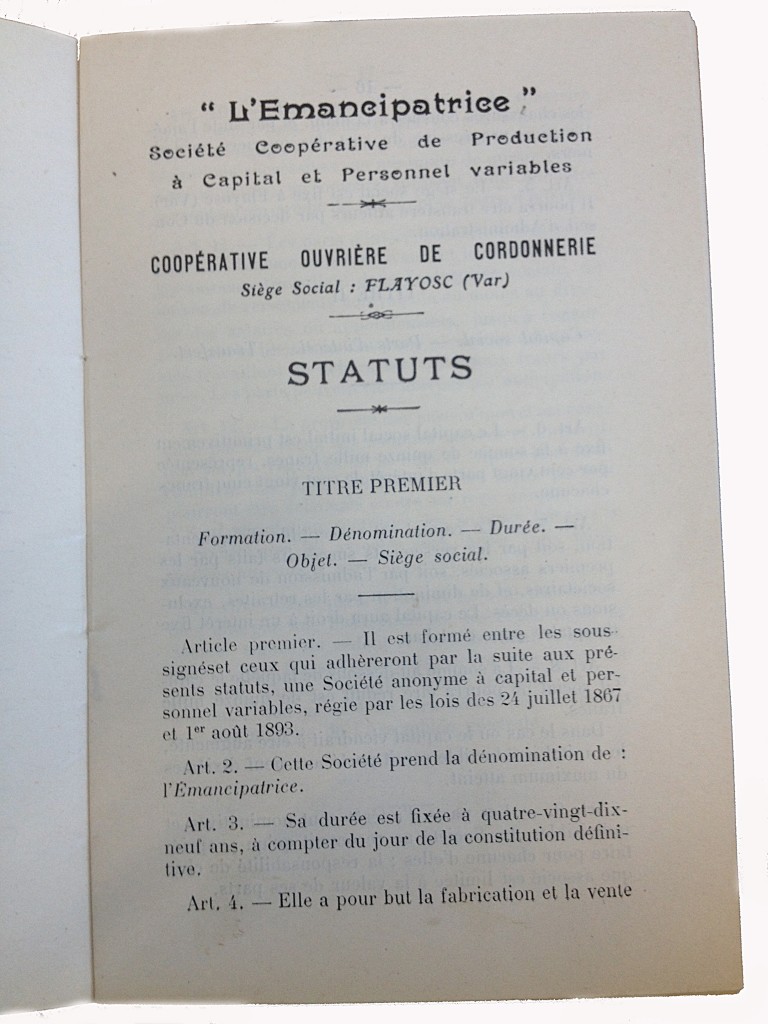 “ L'Emancipatrice ”
Société Coopérative de Production
à Capital et Personnel variables
COOPÉRATIVE OUVRIÈRE DE CORDONNERIE
Siège Social : FLAYOSC (Var)
STATUTS
TITRE PREMIER
Formation. — Dénomination. — Durée. —
Objet. — Siège social.
Article premier. — Il est formé entre les sous-
signéset ceux qui adhèreront par la suite aux pré-
sents statuts, une Société anonyme à capital et per-
sonnel variables, régie par les lois des 24 juillet 1867
et 1er août 1893.
Art. 2. — Cette Société prend la dénomination de :
l'Émancipatrice.
Art. 3. — Sa durée est fixée à quatre-vingt-dix-
neuf ans, à compter du jour de la constitution défini-
tive.
Art. 4. — Elle a pour but la fabrication et la vente